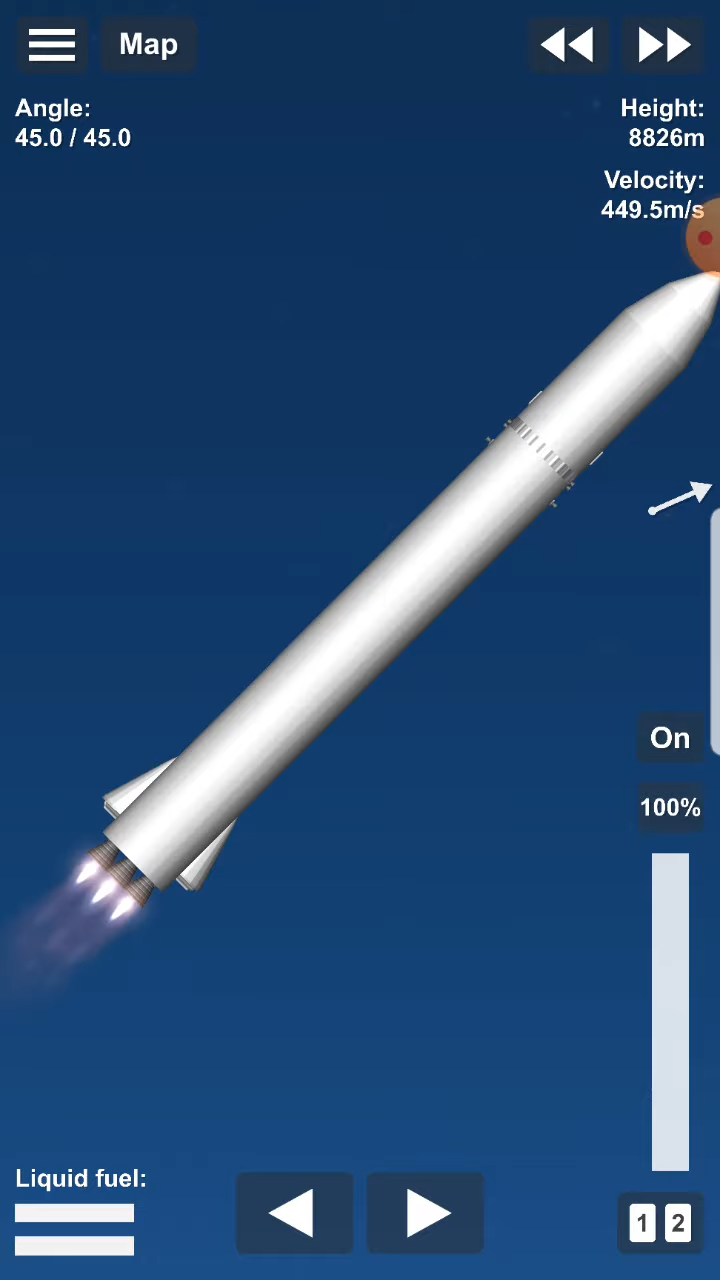 Map
Angle:
45.0 / 45.0
Height:
8826m
Velocity:
449.5m/s
On
100%
Liquid fuel:
1 2